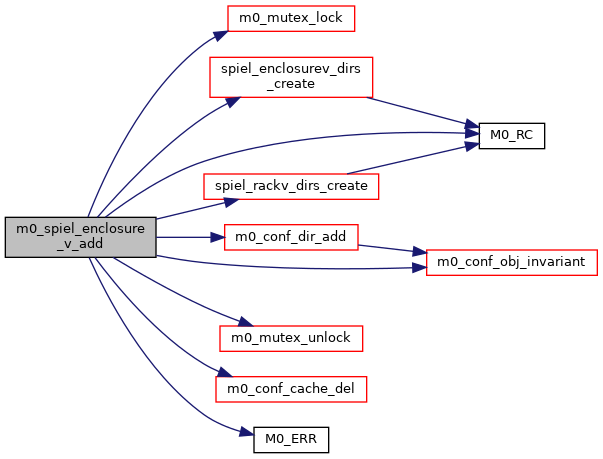 m0_mutex_lock
spiel_enclosurev_dirs
_create
M0_RC
spiel_rackv_dirs_create
m0_spiel_enclosure
_v_add
m0_conf_dir_add
m0_conf_obj_invariant
m0_mutex_unlock
m0_conf_cache_del
M0_ERR